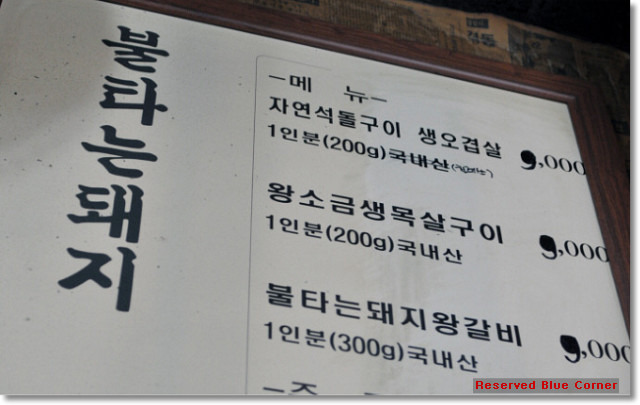 불타는돼지
-메 뉴-
자연석돌구이 생오겹살 9,000
1인분(200g)국내산
왕소금생목살구이 9,000
1인분(200g)국내산
불타는돼지왕갈비 9,000
1인분(300g)국내산
Reserved Blue Corner